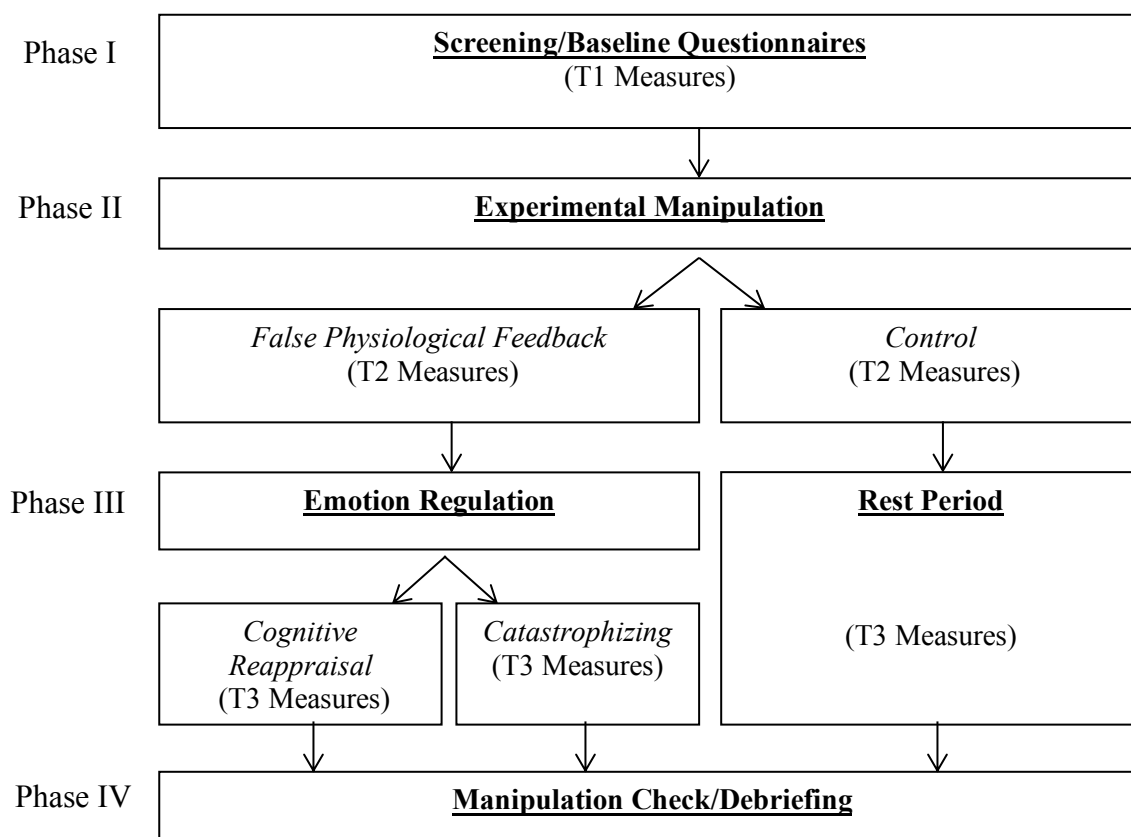 Phase I
Screening/Baseline Questionnaires
(T1 Measures)
Phase II
Experimental Manipulation
False Physiological Feedback
(T2 Measures)
Control
(T2 Measures)
Phase III
Emotion Regulation
Rest Period
Cognitive
Reappraisal
(T3 Measures)
Catastrophizing
(T3 Measures)
(T3 Measures)
Phase IV
Manipulation Check/Debriefing